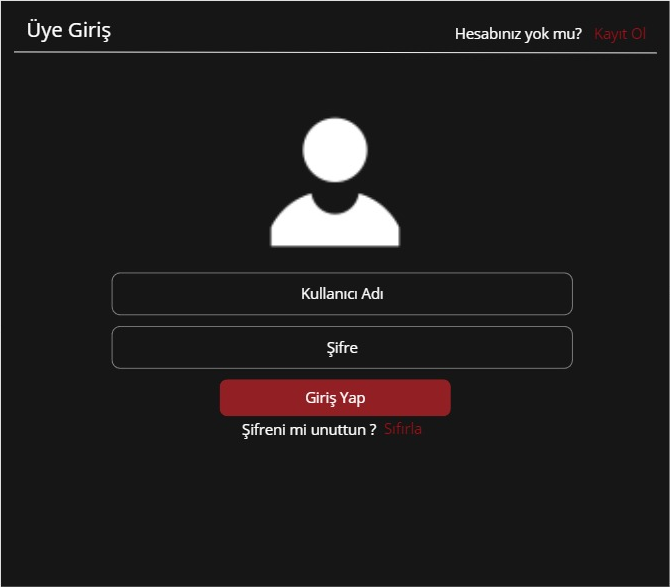 Üye Giriş
Hesabınız yok mu? Kayıt Ol
Kullanıcı Adı
Şifre
Giriş Yap
Şifreni mi unuttun ? Sıfırla